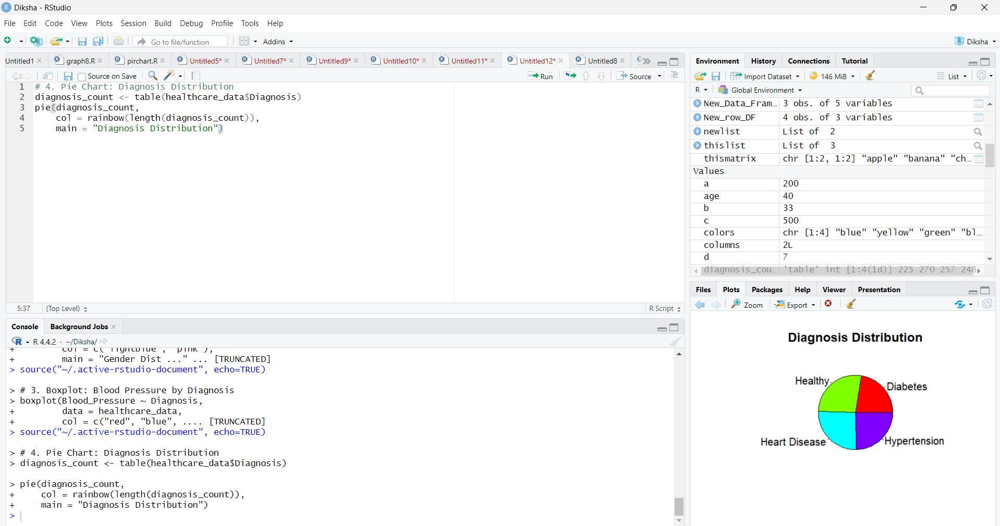 Diksha - RStudio
File Edit Code View Plots Session Build Debug Profile Tools Help
Go to file/function Addins Diksha
Untitled1 graph8.R pirchart.R Untitled5* Untitled7* Untitled9* Untitled10* Untitled11* Untitled12* Untitled8
Source on Save Run Source
1 # 4. Pie Chart: Diagnosis Distribution
2 diagnosis_count <- table(healthcare_data$Diagnosis)
3 pie(diagnosis_count,
4 col = rainbow(length(diagnosis_count)),
5 main = "Diagnosis Distribution")
5:37 (Top Level) R Script
Console Background Jobs
R 4.4.2 · ~/Diksha/
+ col = c("lightblue", "pink"),
+ main = "Gender Dist ..." ... [TRUNCATED]
> source("~/.active-rstudio-document", echo=TRUE)
> # 3. Boxplot: Blood Pressure by Diagnosis
> boxplot(Blood_Pressure ~ Diagnosis,
+ data = healthcare_data,
+ col = c("red", "blue", .... [TRUNCATED]
> source("~/.active-rstudio-document", echo=TRUE)
> # 4. Pie Chart: Diagnosis Distribution
> diagnosis_count <- table(healthcare_data$Diagnosis)
> pie(diagnosis_count,
+ col = rainbow(length(diagnosis_count)),
+ main = "Diagnosis Distribution")
>
Environment History Connections Tutorial
Import Dataset 146 MiB List
R Global Environment
New_Data_Fram… 3 obs. of 5 variables
New_row_DF 4 obs. of 3 variables
newlist List of 2
thislist List of 3
thismatrix chr [1:2, 1:2] "apple" "banana" "ch…
Values
a 200
age 40
b 33
c 500
colors chr [1:4] "blue" "yellow" "green" "bl…
columns 2L
d 7
diagnosis_cou… 'table' int [1:4(1d)] 225 270 257 248
Files Plots Packages Help Viewer Presentation
Zoom Export
Diagnosis Distribution
Healthy
Diabetes
Heart Disease
Hypertension